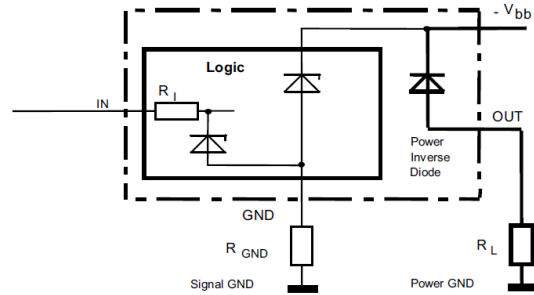 - V bb
Logic
R I
IN
OUT
Power
Inverse
Diode
GND
R GND
R L
Signal GND
Power GND